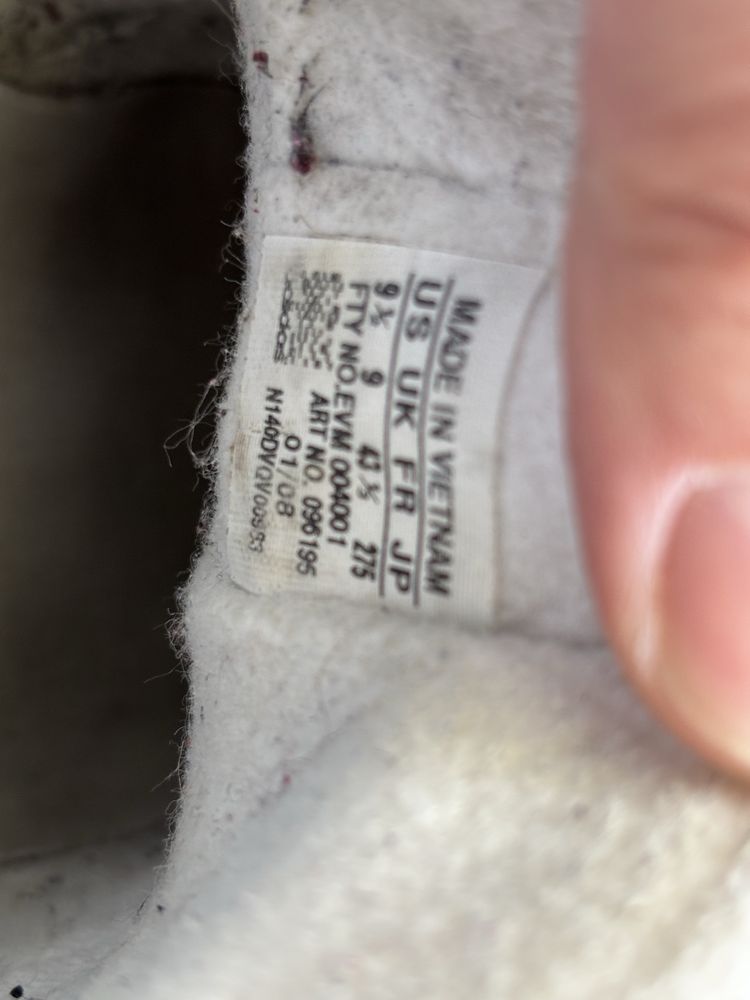 MADE IN VIETNAM
US UK FR JP
9½ 9 43⅓ 275
FTY NO.EVM 004001
ART NO. 096195
01/08
adidas